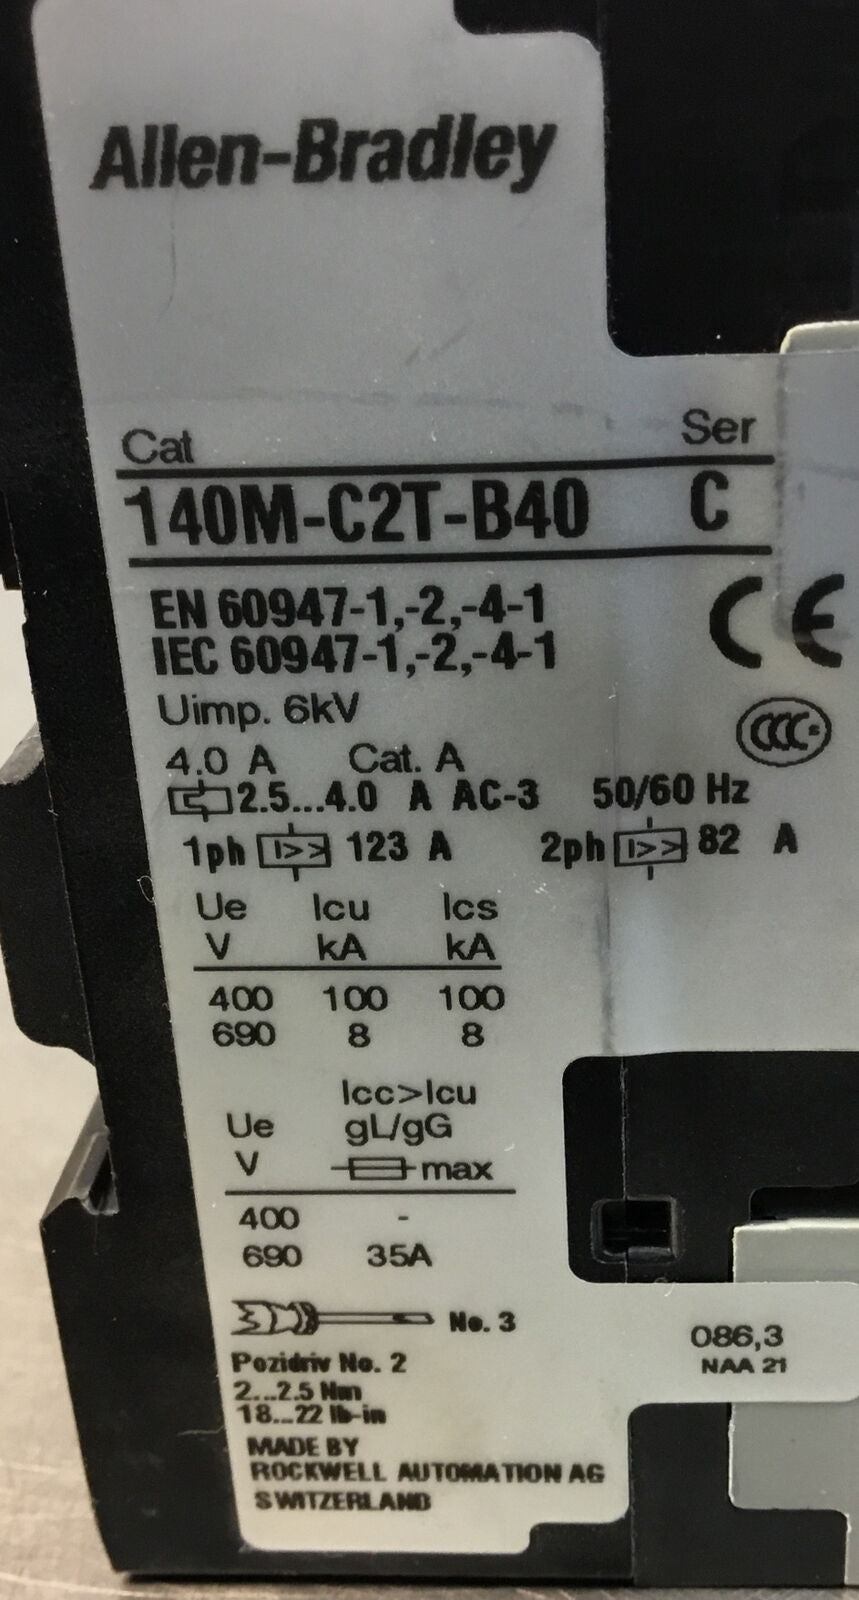 Allen-Bradley
Cat Ser
140M-C2T-B40 C
EN 60947-1,-2,-4-1
IEC 60947-1,-2,-4-1
CE
Uimp. 6kV
CCC
4.0 A Cat. A
2.5...4.0 A AC-3 50/60 Hz
1ph I>> 123 A 2ph I>> 82 A
Ue Icu Ics
V kA kA
400 100 100
690 8 8
Icc>Icu
Ue gL/gG
V max
400 -
690 35A
No. 3
Pozidriv No. 2
2...2.5 Nm
18...22 lb-in
MADE BY
ROCKWELL AUTOMATION AG
SWITZERLAND
086,3
NAA 21